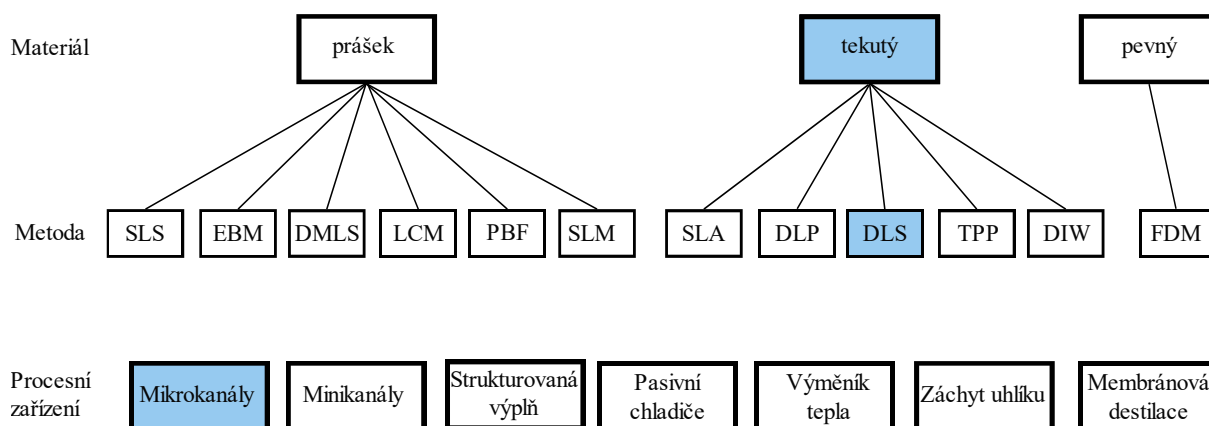 Materiál
prášek
tekutý
pevný
Metoda
SLS
EBM
DMLS
LCM
PBF
SLM
SLA
DLP
DLS
TPP
DIW
FDM
Procesní
zařízení
Mikrokanály
Minikanály
Strukturovaná
výplň
Pasivní
chladiče
Výměník
tepla
Záchyt uhlíku
Membránová
destilace